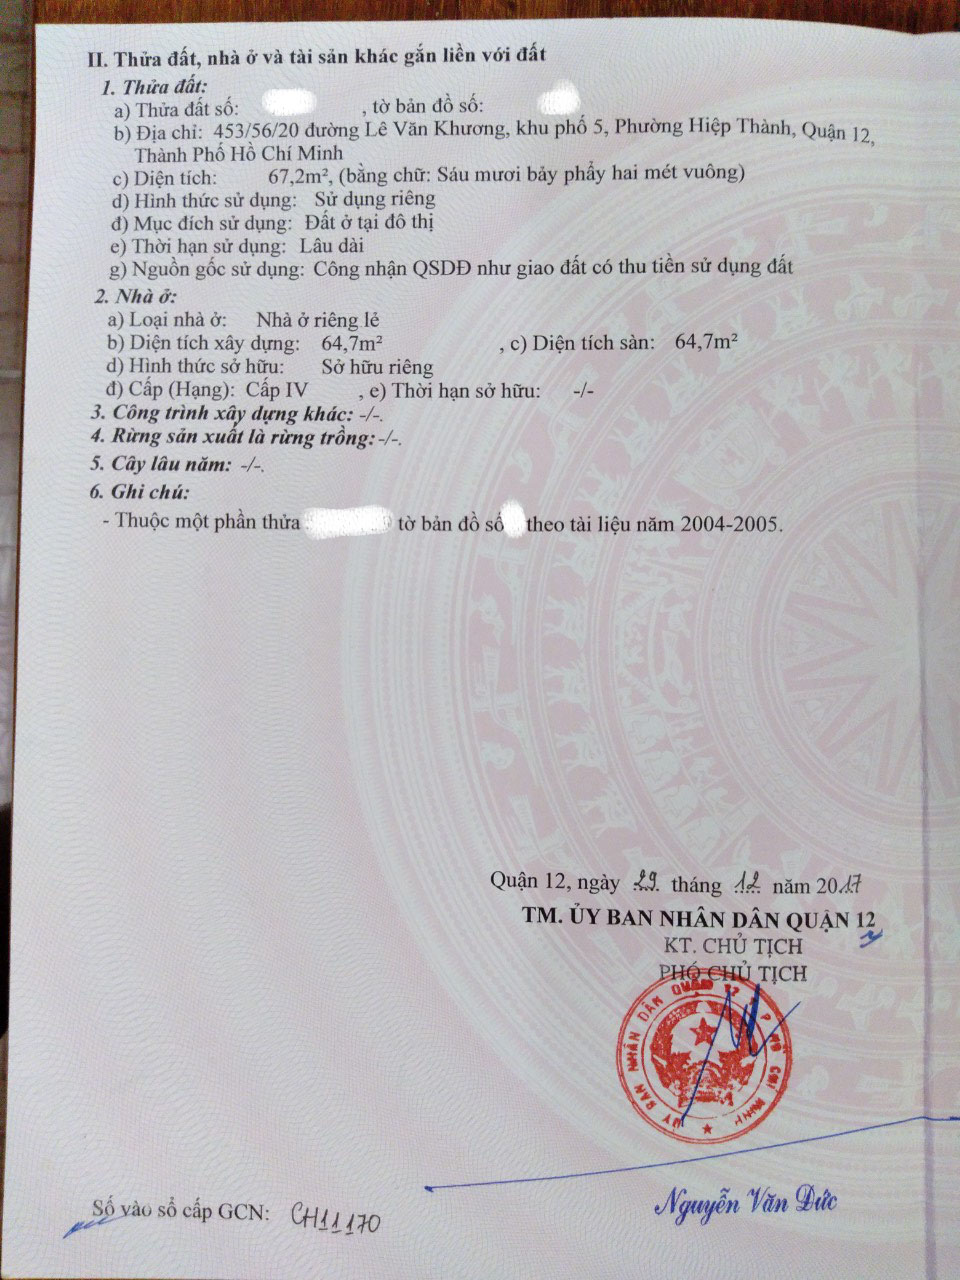 II. Thửa đất, nhà ở và tài sản khác gắn liền với đất
1. Thửa đất:
a) Thửa đất số: , tờ bản đồ số:
b) Địa chỉ: 453/56/20 đường Lê Văn Khương, khu phố 5, Phường Hiệp Thành, Quận 12,
Thành Phố Hồ Chí Minh
c) Diện tích: 67,2m², (bằng chữ: Sáu mươi bảy phẩy hai mét vuông)
d) Hình thức sử dụng: Sử dụng riêng
đ) Mục đích sử dụng: Đất ở tại đô thị
e) Thời hạn sử dụng: Lâu dài
g) Nguồn gốc sử dụng: Công nhận QSDĐ như giao đất có thu tiền sử dụng đất
2. Nhà ở:
a) Loại nhà ở: Nhà ở riêng lẻ
b) Diện tích xây dựng: 64,7m² , c) Diện tích sàn: 64,7m²
d) Hình thức sở hữu: Sở hữu riêng
đ) Cấp (Hạng): Cấp IV , e) Thời hạn sở hữu: -/-
3. Công trình xây dựng khác: -/-.
4. Rừng sản xuất là rừng trồng: -/-.
5. Cây lâu năm: -/-.
6. Ghi chú:
- Thuộc một phần thửa tờ bản đồ số theo tài liệu năm 2004-2005.
Quận 12, ngày 29 tháng 12 năm 2017
TM. ỦY BAN NHÂN DÂN QUẬN 12
KT. CHỦ TỊCH
PHÓ CHỦ TỊCH
ỦY BAN NHÂN DÂN QUẬN 12 T.P HỒ CHÍ MINH
Nguyễn Văn Đức
Số vào sổ cấp GCN: CH11170